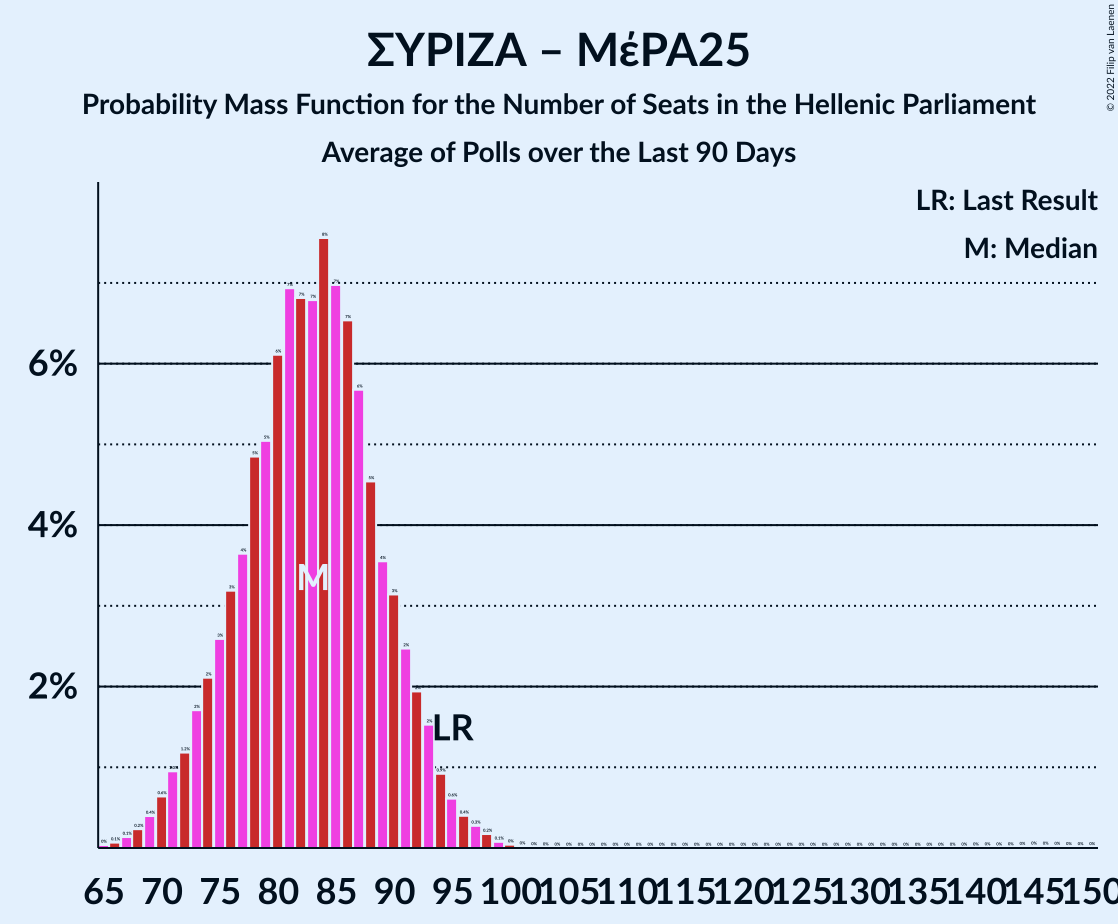 ΣΥΡΙΖΑ – ΜέΡΑ25
Probability Mass Function for the Number of Seats in the Hellenic Parliament
Average of Polls over the Last 90 Days
© 2022 Filip van Laenen
LR: Last Result
M: Median
6%
4%
2%
M
LR
65 70 75 80 85 90 95 100 105 110 115 120 125 130 135 140 145 150